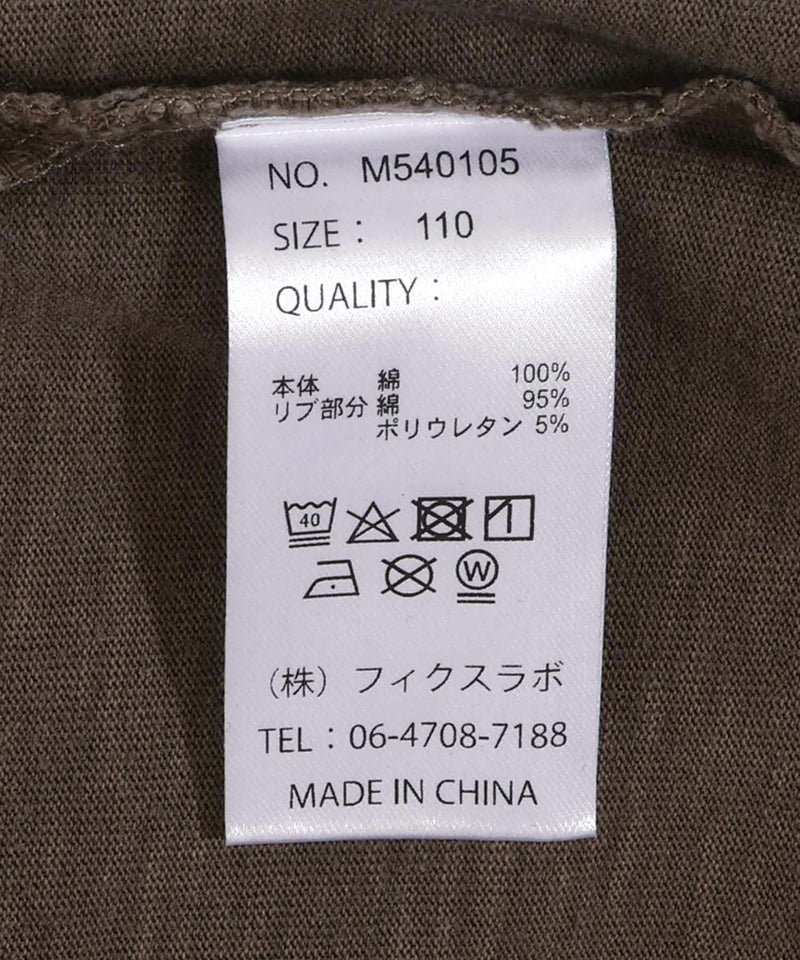 NO. M540105
SIZE： 110
QUALITY：
本体 綿 100%
リブ部分 綿 95%
ポリウレタン 5%
40
W
（株）フィクスラボ
TEL：06-4708-7188
MADE IN CHINA